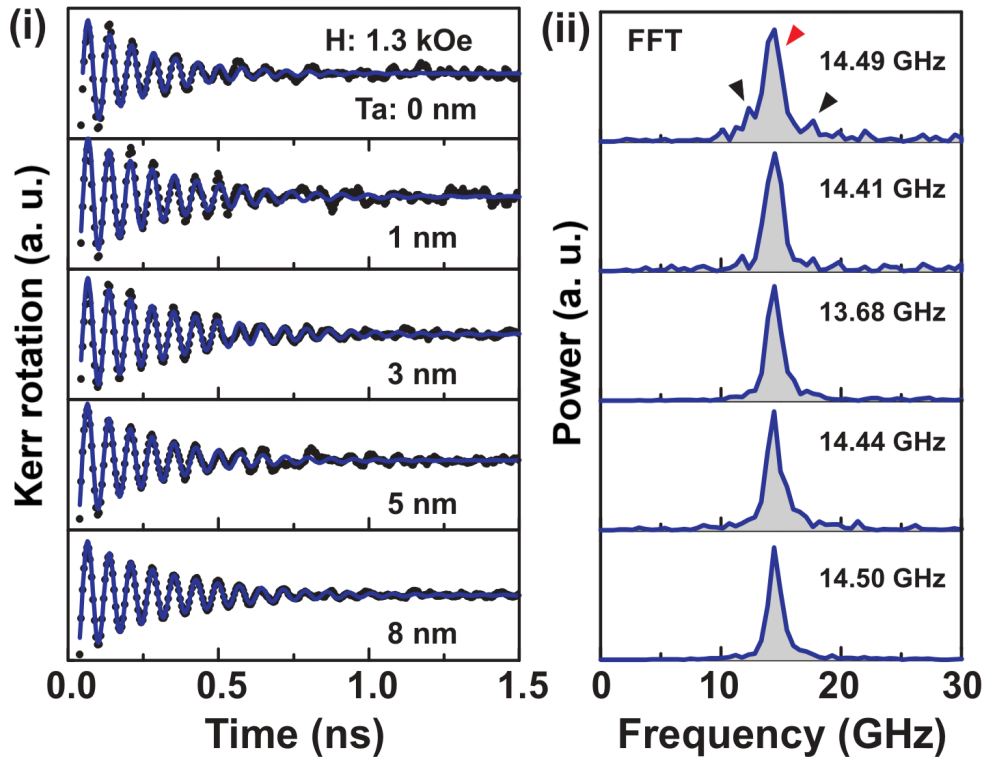 (i)
H: 1.3 kOe
Ta: 0 nm
1 nm
3 nm
5 nm
8 nm
Kerr rotation (a. u.)
0.0 0.5 1.0 1.5
Time (ns)
(ii)
FFT
14.49 GHz
14.41 GHz
13.68 GHz
14.44 GHz
14.50 GHz
Power (a. u.)
0 10 20 30
Frequency (GHz)